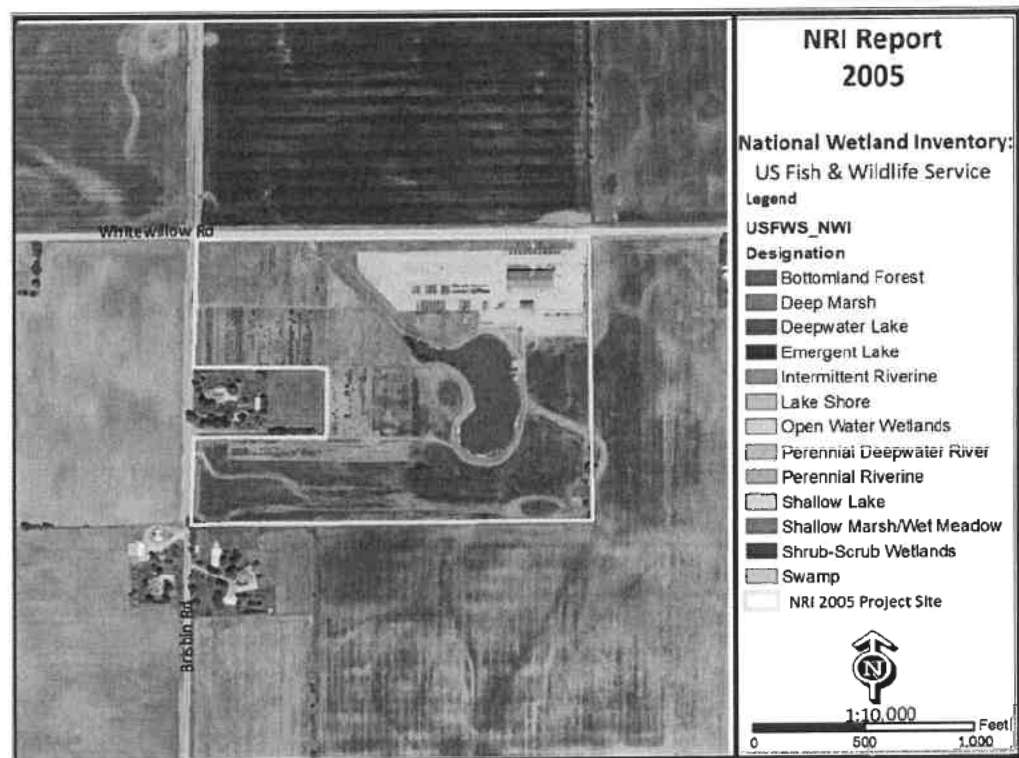 NRI Report
2005
National Wetland Inventory:
US Fish & Wildlife Service
Legend
USFWS_NWI
Designation
Bottomland Forest
Deep Marsh
Deepwater Lake
Emergent Lake
Intermittent Riverine
Lake Shore
Open Water Wetlands
Perennial Deepwater River
Perennial Riverine
Shallow Lake
Shallow Marsh/Wet Meadow
Shrub-Scrub Wetlands
Swamp
NRI 2005 Project Site
N
1:10,000
Feet
0 500 1,000
Whitewillow Rd
Brisbin Rd